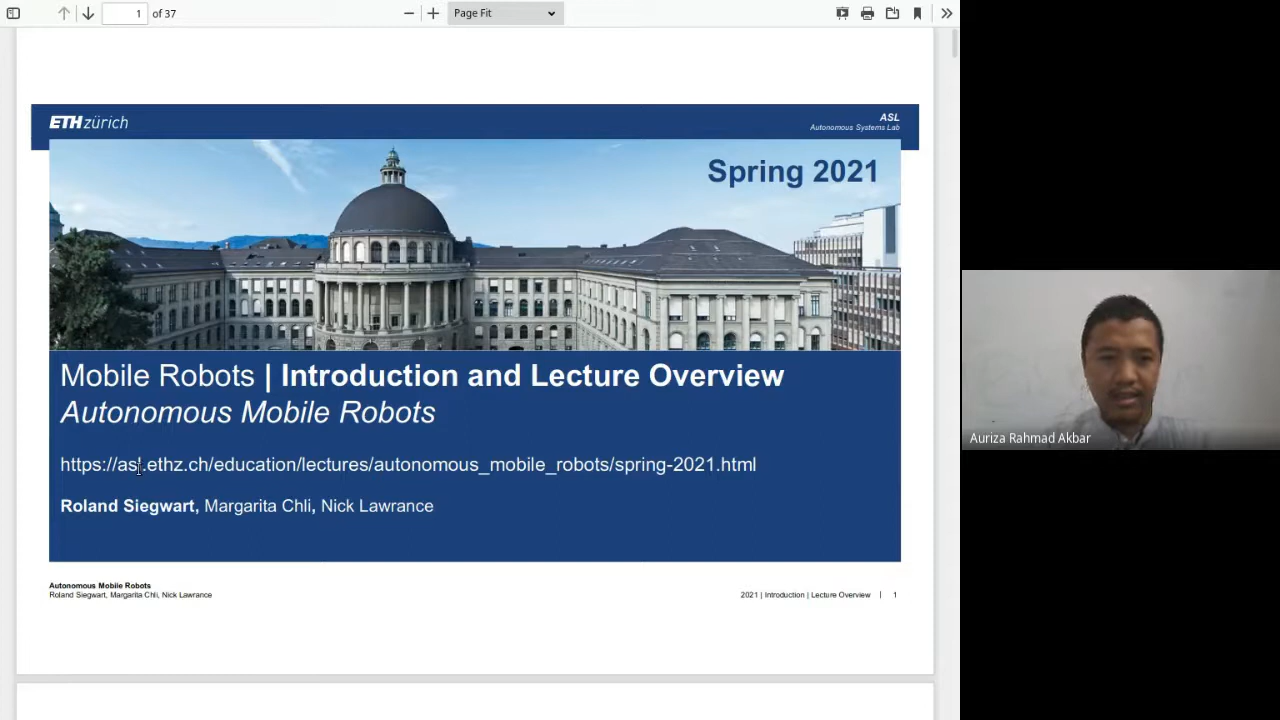 1 of 37 Page Fit
ETH zürich
ASL
Autonomous Systems Lab
Spring 2021
Mobile Robots | Introduction and Lecture Overview
Autonomous Mobile Robots
https://asl.ethz.ch/education/lectures/autonomous_mobile_robots/spring-2021.html
Roland Siegwart, Margarita Chli, Nick Lawrance
Autonomous Mobile Robots
Roland Siegwart, Margarita Chli, Nick Lawrance
2021 | Introduction | Lecture Overview | 1
Auriza Rahmad Akbar